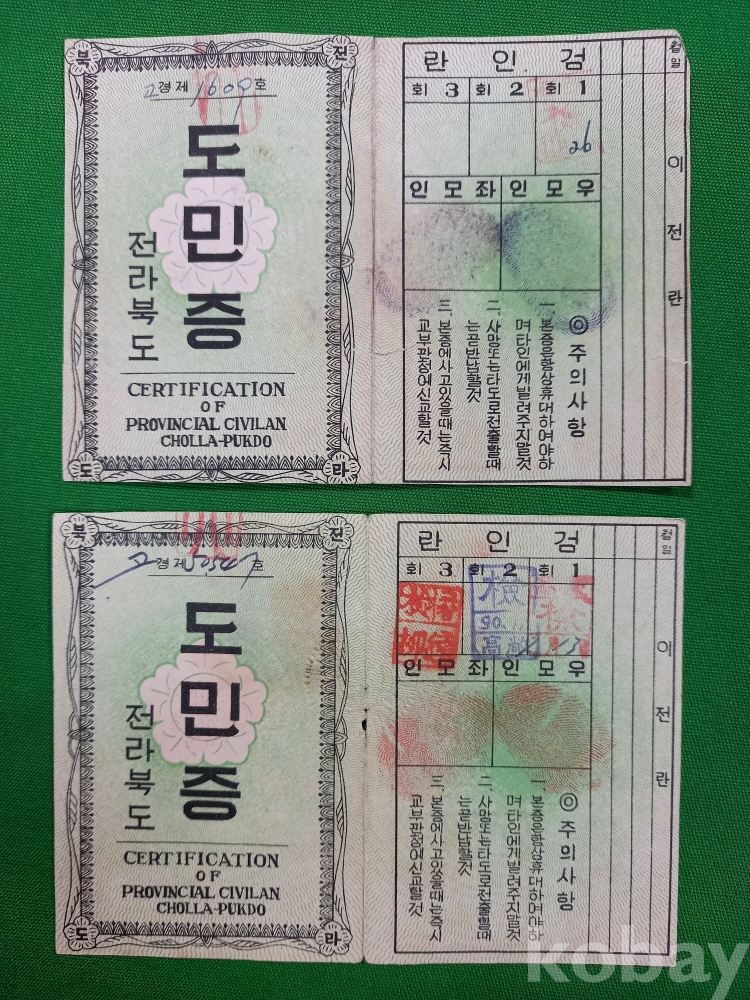 북 전
경 제 1609 호
도민증
전라북도
CERTIFICATION
OF
PROVINCIAL CIVILAN
CHOLLA-PUKDO
도 라
란 인 검
회 3 회 2 회 1
26
인 모 좌 인 모 우
◎ 주의사항
一、본증은항상휴대하여야하
며타인에게빌려주지말것
二、사망또는타도로전출할때
는곧반납할것
三、본증에사고있을때는즉시
교부관청에신고할것
월일
이전란
북 전
경 제 호
도민증
전라북도
CERTIFICATION
OF
PROVINCIAL CIVILAN
CHOLLA-PUKDO
도 라
란 인 검
회 3 회 2 회 1
檢
90.
인 모 좌 인 모 우
◎ 주의사항
一、본증은항상휴대하여야하
며타인에게빌려주지말것
二、사망또는타도로전출할때
는곧반납할것
三、본증에사고있을때는즉시
교부관청에신고할것
월일
이전란
kobay